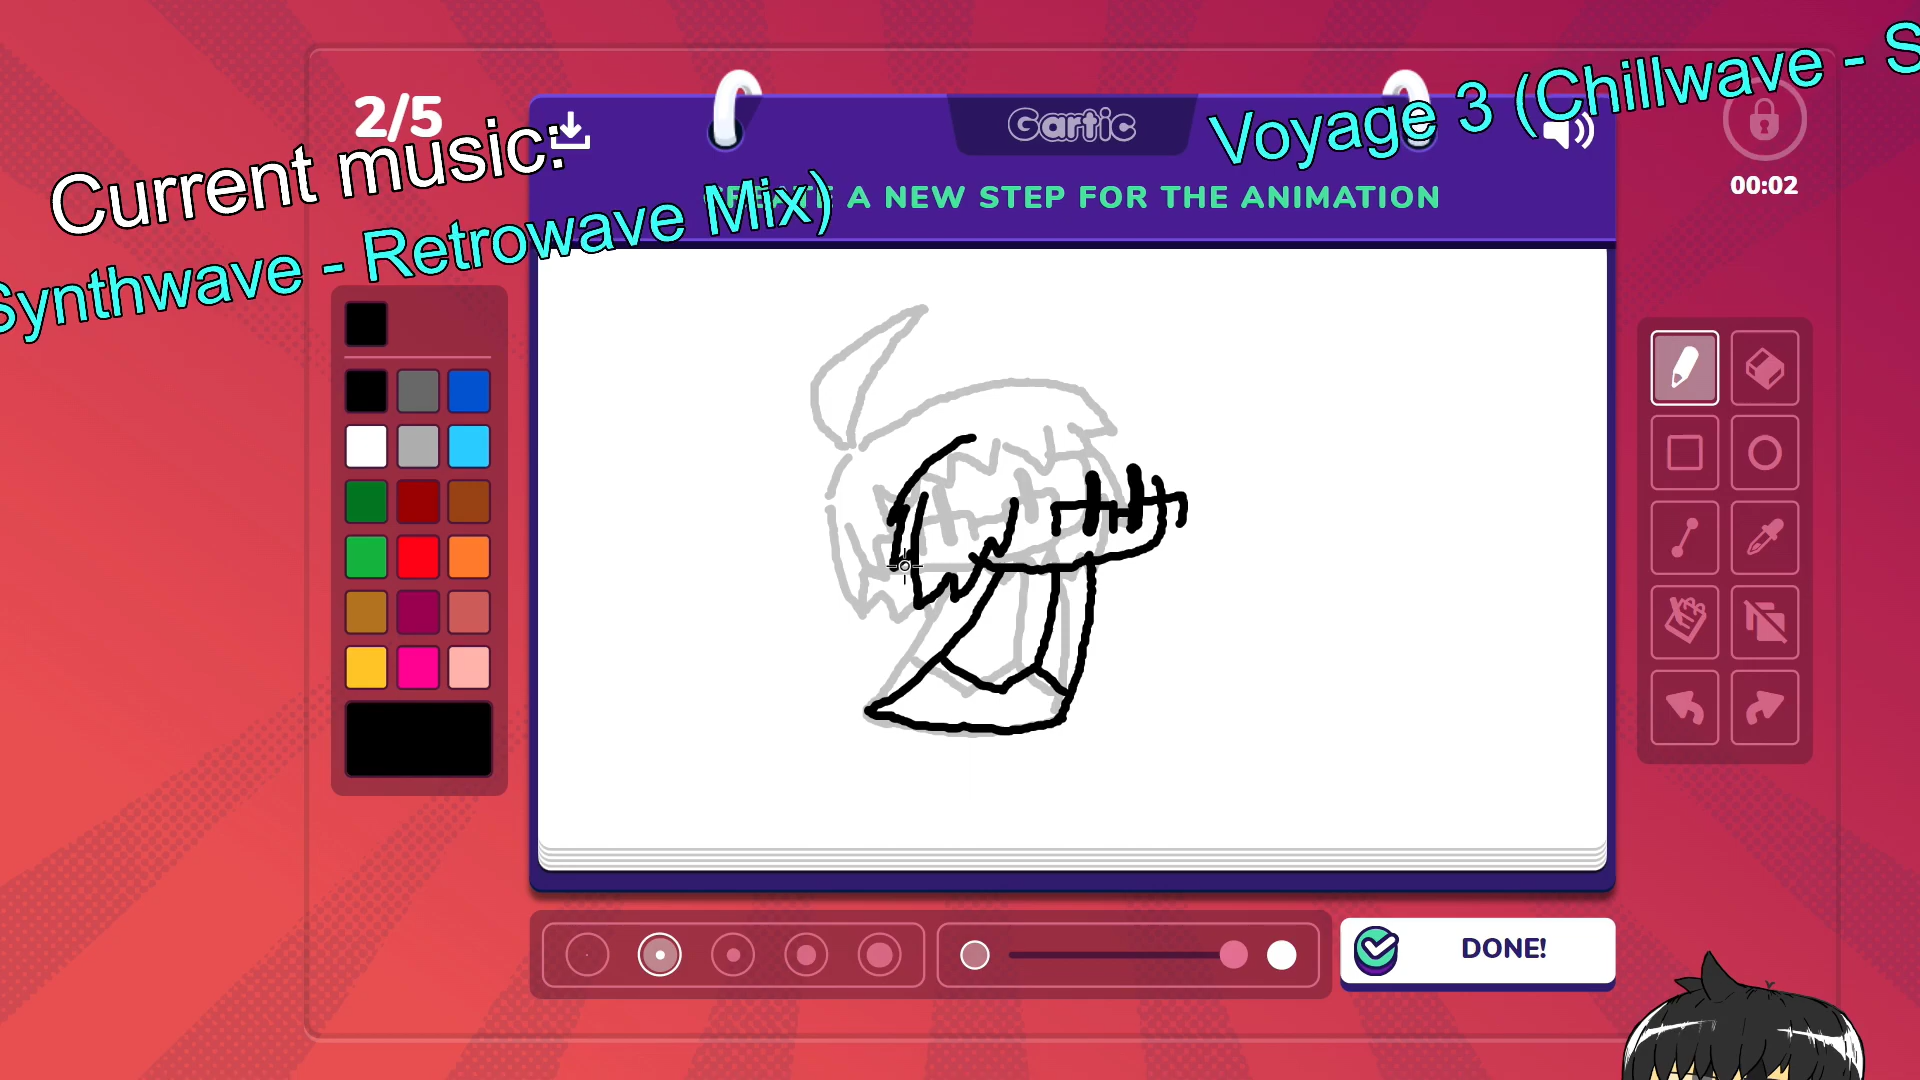 2/5
Current music:
Synthwave - Retrowave Mix)
Gartic
Voyage 3 (Chillwave - S
CREATE A NEW STEP FOR THE ANIMATION
00:02
DONE!